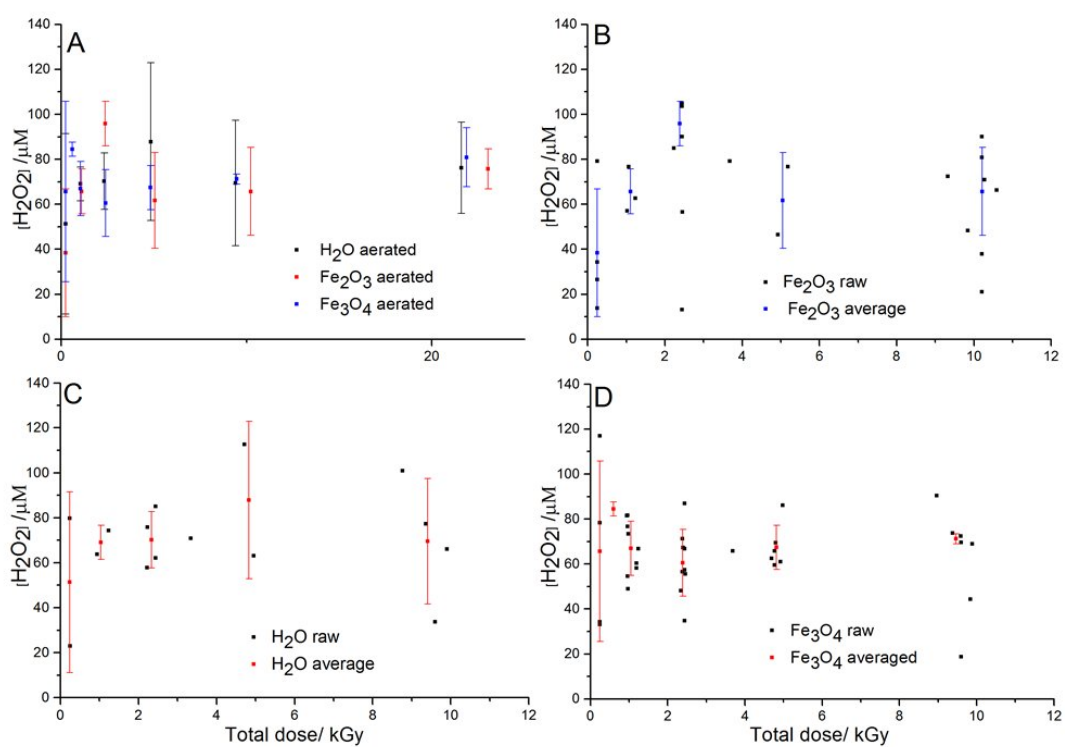 A
[H2O2] /µM
140
120
100
80
60
40
20
0
0
20
H2O aerated
Fe2O3 aerated
Fe3O4 aerated
B
[H2O2] /µM
140
120
100
80
60
40
20
0
0 2 4 6 8 10 12
Fe2O3 raw
Fe2O3 average
C
[H2O2] /µM
140
120
100
80
60
40
20
0
0 2 4 6 8 10 12
H2O raw
H2O average
Total dose/ kGy
D
[H2O2] /µM
140
120
100
80
60
40
20
0
0 2 4 6 8 10 12
Fe3O4 raw
Fe3O4 averaged
Total dose/ kGy